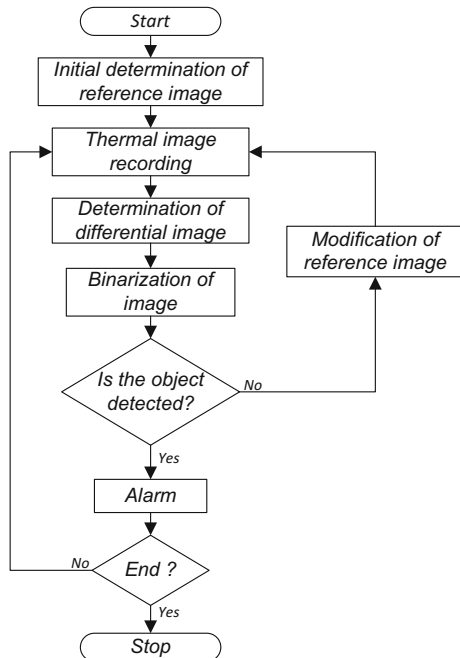 Start
Initial determination of
reference image
Thermal image
recording
Determination of
differential image
Modification of
reference image
Binarization of
image
Is the object
detected?
No
Yes
Alarm
No
End ?
Yes
Stop